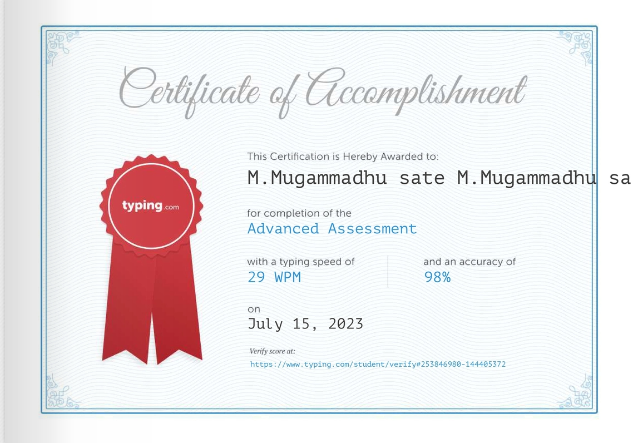 Certificate of Accomplishment
This Certification is Hereby Awarded to:
M.Mugammadhu sate M.Mugammadhu sa
typing.com
for completion of the
Advanced Assessment
with a typing speed of and an accuracy of
29 WPM 98%
on
July 15, 2023
Verify score at:
https://www.typing.com/student/verify#253846980-144405372